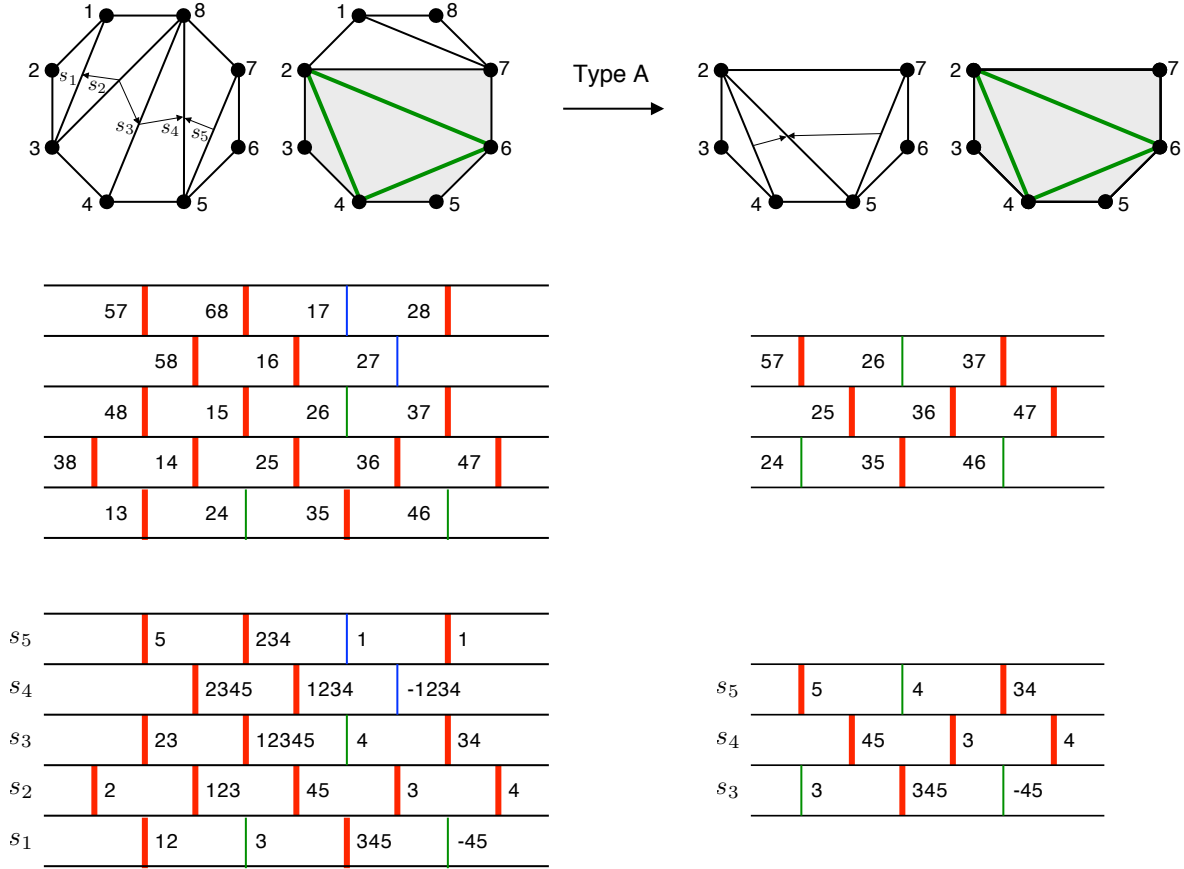 1 8 1 8
2 7 2 7 Type A 2 7 2 7
s1 s2
s3 s4 s5
3 6 3 6 3 6 3 6
4 5 4 5 4 5 4 5
57 68 17 28
58 16 27 57 26 37
48 15 26 37 25 36 47
38 14 25 36 47 24 35 46
13 24 35 46
s5 5 234 1 1
s4 2345 1234 -1234 s5 5 4 34
s3 23 12345 4 34 s4 45 3 4
s2 2 123 45 3 4 s3 3 345 -45
s1 12 3 345 -45